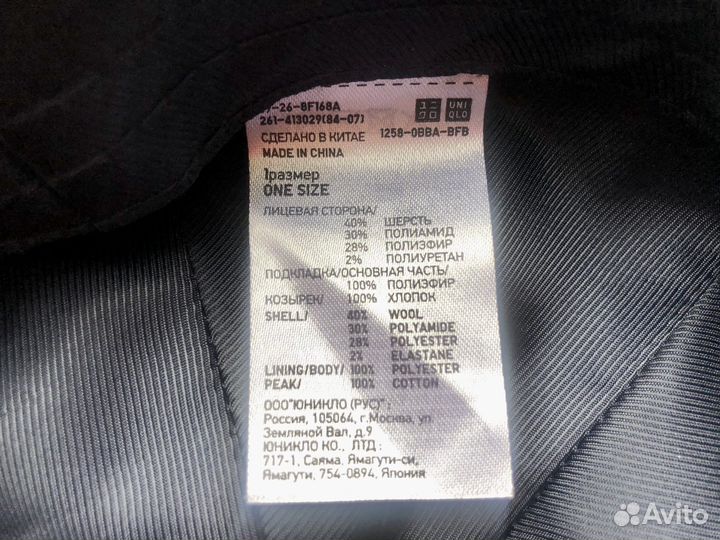 -26-8F168A
261-413029(84-07)
UNI QLO
СДЕЛАНО В КИТАЕ 1258-0BBA-BFB
MADE IN CHINA
1размер
ONE SIZE
ЛИЦЕВАЯ СТОРОНА/
40% ШЕРСТЬ
30% ПОЛИАМИД
28% ПОЛИЭФИР
2% ПОЛИУРЕТАН
ПОДКЛАДКА/ОСНОВНАЯ ЧАСТЬ/
100% ПОЛИЭФИР
КОЗЫРЕК/ 100% ХЛОПОК
SHELL/ 40% WOOL
30% POLYAMIDE
28% POLYESTER
2% ELASTANE
LINING/BODY/ 100% POLYESTER
PEAK/ 100% COTTON
ООО"ЮНИКЛО (РУС)" :
Россия, 105064, г.Москва, ул
Земляной Вал, д.9
ЮНИКЛО КО., ЛТД :
717-1, Саяма, Ямагути-си,
Ямагути, 754-0894, Япония
Avito